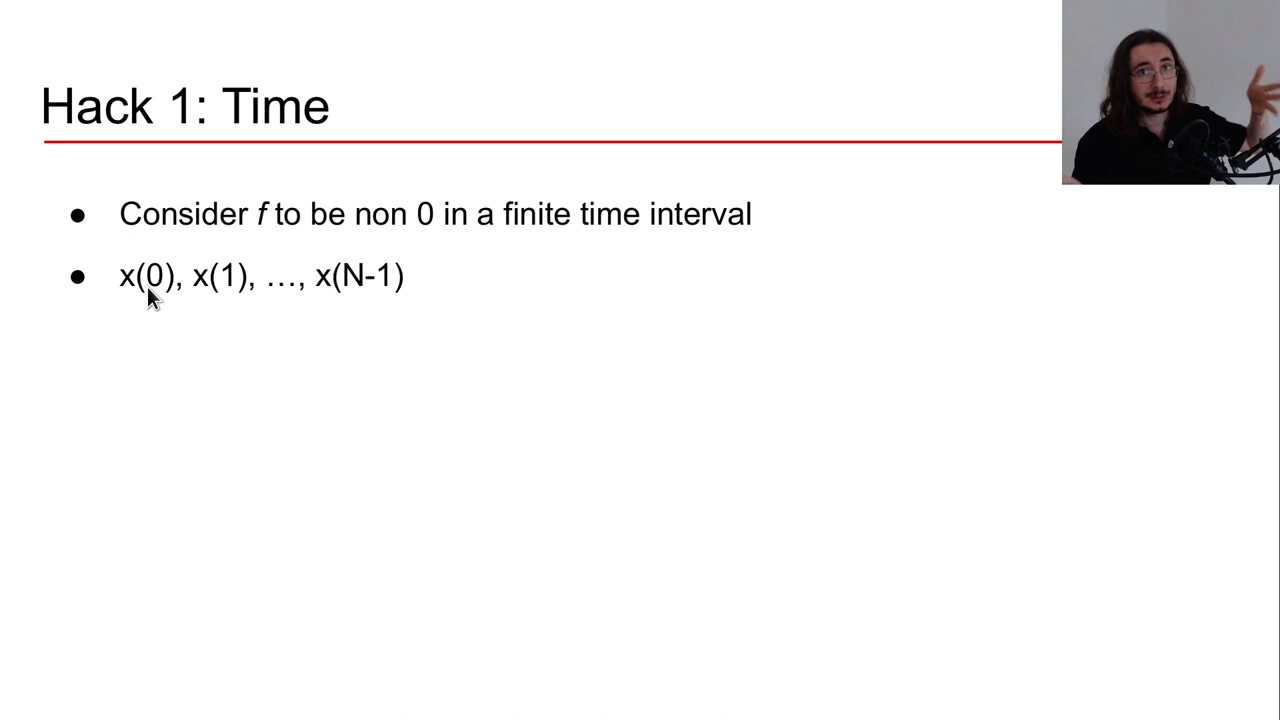 Hack 1: Time
● Consider f to be non 0 in a finite time interval
● x(0), x(1), …, x(N-1)